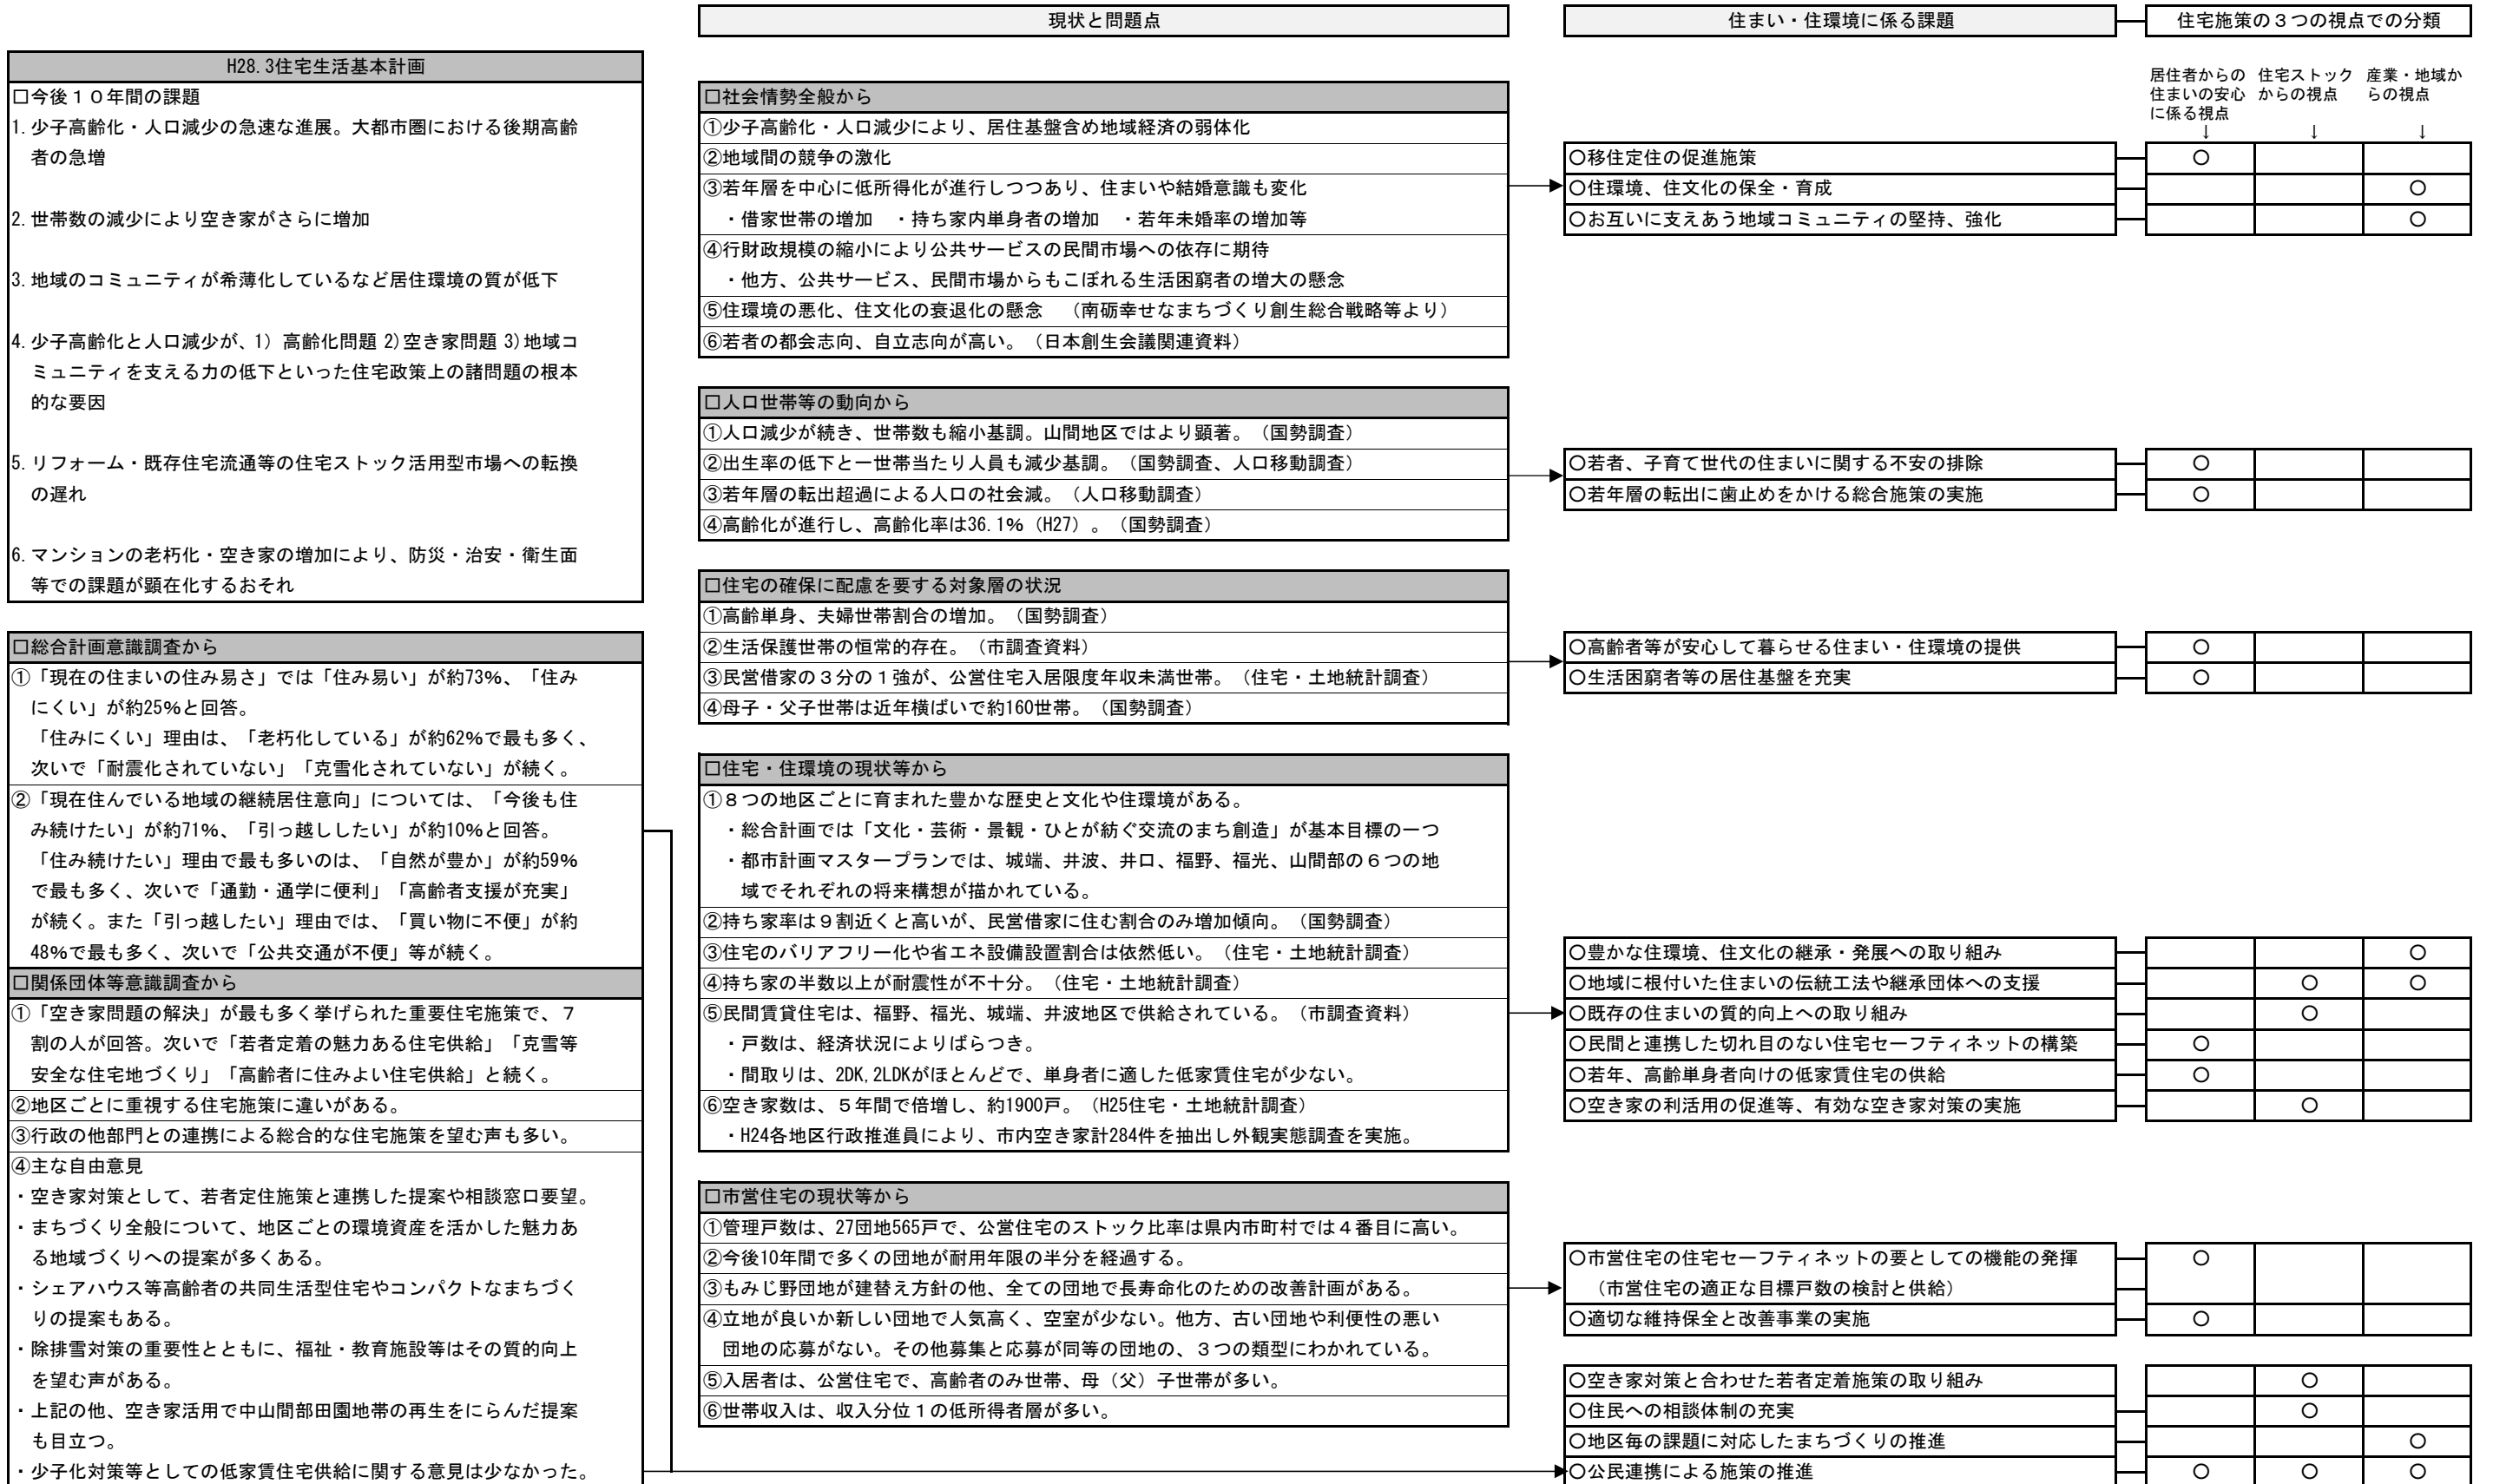 現状と問題点
住まい・住環境に係る課題
住宅施策の３つの視点での分類
H28.3住宅生活基本計画
□今後１０年間の課題
1. 少子高齢化・人口減少の急速な進展。大都市圏における後期高齢
者の急増
2. 世帯数の減少により空き家がさらに増加
3. 地域のコミュニティが希薄化しているなど居住環境の質が低下
4. 少子高齢化と人口減少が、1）高齢化問題 2)空き家問題 3)地域コ
ミュニティを支える力の低下といった住宅政策上の諸問題の根本
的な要因
5. リフォーム・既存住宅流通等の住宅ストック活用型市場への転換
の遅れ
6. マンションの老朽化・空き家の増加により、防災・治安・衛生面
等での課題が顕在化するおそれ
□総合計画意識調査から
①「現在の住まいの住み易さ」では「住み易い」が約73%、「住み
にくい」が約25%と回答。
「住みにくい」理由は、「老朽化している」が約62%で最も多く、
次いで「耐震化されていない」「克雪化されていない」が続く。
②「現在住んでいる地域の継続居住意向」については、「今後も住
み続けたい」が約71%、「引っ越ししたい」が約10%と回答。
「住み続けたい」理由で最も多いのは、「自然が豊か」が約59%
で最も多く、次いで「通勤・通学に便利」「高齢者支援が充実」
が続く。また「引っ越したい」理由では、「買い物に不便」が約
48%で最も多く、次いで「公共交通が不便」等が続く。
□関係団体等意識調査から
①「空き家問題の解決」が最も多く挙げられた重要住宅施策で、７
割の人が回答。次いで「若者定着の魅力ある住宅供給」「克雪等
安全な住宅地づくり」「高齢者に住みよい住宅供給」と続く。
②地区ごとに重視する住宅施策に違いがある。
③行政の他部門との連携による総合的な住宅施策を望む声も多い。
④主な自由意見
・空き家対策として、若者定住施策と連携した提案や相談窓口要望。
・まちづくり全般について、地区ごとの環境資産を活かした魅力あ
る地域づくりへの提案が多くある。
・シェアハウス等高齢者の共同生活型住宅やコンパクトなまちづく
りの提案もある。
・除排雪対策の重要性とともに、福祉・教育施設等はその質的向上
を望む声がある。
・上記の他、空き家活用で中山間部田園地帯の再生をにらんだ提案
も目立つ。
・少子化対策等としての低家賃住宅供給に関する意見は少なかった。
□社会情勢全般から
①少子高齢化・人口減少により、居住基盤含め地域経済の弱体化
②地域間の競争の激化
③若年層を中心に低所得化が進行しつつあり、住まいや結婚意識も変化
・借家世帯の増加　・持ち家内単身者の増加　・若年未婚率の増加等
④行財政規模の縮小により公共サービスの民間市場への依存に期待
・他方、公共サービス、民間市場からもこぼれる生活困窮者の増大の懸念
⑤住環境の悪化、住文化の衰退化の懸念　（南砺幸せなまちづくり創生総合戦略等より）
⑥若者の都会志向、自立志向が高い。（日本創生会議関連資料）
□人口世帯等の動向から
①人口減少が続き、世帯数も縮小基調。山間地区ではより顕著。（国勢調査）
②出生率の低下と一世帯当たり人員も減少基調。（国勢調査、人口移動調査）
③若年層の転出超過による人口の社会減。（人口移動調査）
④高齢化が進行し、高齢化率は36.1%（H27）。（国勢調査）
□住宅の確保に配慮を要する対象層の状況
①高齢単身、夫婦世帯割合の増加。（国勢調査）
②生活保護世帯の恒常的存在。（市調査資料）
③民営借家の３分の１強が、公営住宅入居限度年収未満世帯。（住宅・土地統計調査）
④母子・父子世帯は近年横ばいで約160世帯。（国勢調査）
□住宅・住環境の現状等から
①８つの地区ごとに育まれた豊かな歴史と文化や住環境がある。
・総合計画では「文化・芸術・景観・ひとが紡ぐ交流のまち創造」が基本目標の一つ
・都市計画マスタープランでは、城端、井波、井口、福野、福光、山間部の６つの地
域でそれぞれの将来構想が描かれている。
②持ち家率は９割近くと高いが、民営借家に住む割合のみ増加傾向。（国勢調査）
③住宅のバリアフリー化や省エネ設備設置割合は依然低い。（住宅・土地統計調査）
④持ち家の半数以上が耐震性が不十分。（住宅・土地統計調査）
⑤民間賃貸住宅は、福野、福光、城端、井波地区で供給されている。（市調査資料）
・戸数は、経済状況によりばらつき。
・間取りは、2DK,2LDKがほとんどで、単身者に適した低家賃住宅が少ない。
⑥空き家数は、５年間で倍増し、約1900戸。（H25住宅・土地統計調査）
・H24各地区行政推進員により、市内空き家計284件を抽出し外観実態調査を実施。
□市営住宅の現状等から
①管理戸数は、27団地565戸で、公営住宅のストック比率は県内市町村では４番目に高い。
②今後10年間で多くの団地が耐用年限の半分を経過する。
③もみじ野団地が建替え方針の他、全ての団地で長寿命化のための改善計画がある。
④立地が良いか新しい団地で人気高く、空室が少ない。他方、古い団地や利便性の悪い
団地の応募がない。その他募集と応募が同等の団地の、３つの類型にわかれている。
⑤入居者は、公営住宅で、高齢者のみ世帯、母（父）子世帯が多い。
⑥世帯収入は、収入分位１の低所得者層が多い。
居住者からの
住まいの安心
に係る視点
↓
住宅ストック
からの視点
↓
産業・地域か
らの視点
↓
〇移住定住の促進施策 〇
〇住環境、住文化の保全・育成 〇
〇お互いに支えあう地域コミュニティの堅持、強化 〇
〇若者、子育て世代の住まいに関する不安の排除 〇
〇若年層の転出に歯止めをかける総合施策の実施 〇
〇高齢者等が安心して暮らせる住まい・住環境の提供 〇
〇生活困窮者等の居住基盤を充実 〇
〇豊かな住環境、住文化の継承・発展への取り組み 〇
〇地域に根付いた住まいの伝統工法や継承団体への支援 〇 〇
〇既存の住まいの質的向上への取り組み 〇
〇民間と連携した切れ目のない住宅セーフティネットの構築 〇
〇若年、高齢単身者向けの低家賃住宅の供給 〇
〇空き家の利活用の促進等、有効な空き家対策の実施 〇
〇市営住宅の住宅セーフティネットの要としての機能の発揮 〇
（市営住宅の適正な目標戸数の検討と供給）
〇適切な維持保全と改善事業の実施 〇
〇空き家対策と合わせた若者定着施策の取り組み 〇
〇住民への相談体制の充実 〇
〇地区毎の課題に対応したまちづくりの推進 〇
〇公民連携による施策の推進 〇 〇 〇